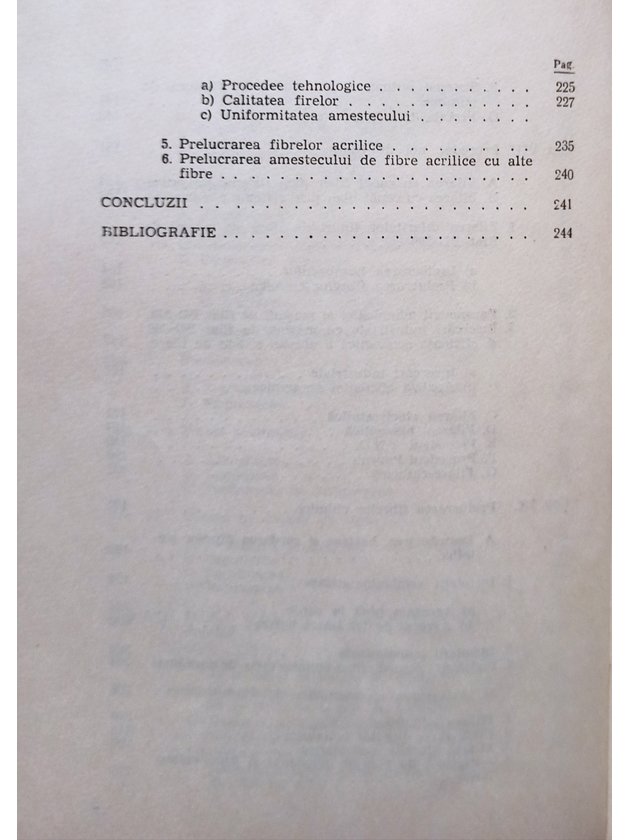 Pag.
a) Procedee tehnologice . . . . . . . . . . . 225
b) Calitatea firelor . . . . . . . . . . . . . 227
c) Uniformitatea amestecului . . . . . . . .
5. Prelucrarea fibrelor acrilice . . . . . . . . . . 235
6. Prelucrarea amestecului de fibre acrilice cu alte
fibre . . . . . . . . . . . . . . . . . . . . 240
CONCLUZII . . . . . . . . . . . . . . . . . . . . . 241
BIBLIOGRAFIE . . . . . . . . . . . . . . . . . . . 244